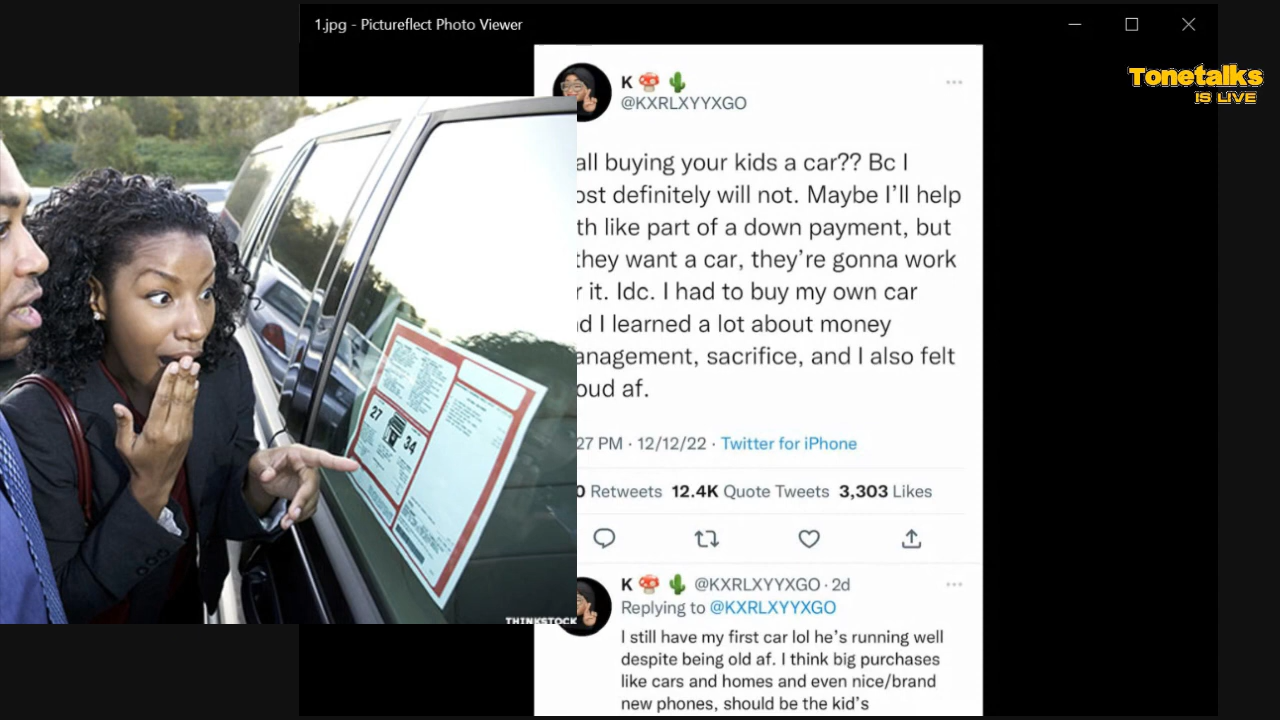 1.jpg - Pictureflect Photo Viewer
Tonetalks
IS LIVE
K
@KXRLXYYXGO
all buying your kids a car?? Bc I
ost definitely will not. Maybe I'll help
th like part of a down payment, but
they want a car, they're gonna work
r it. Idc. I had to buy my own car
d I learned a lot about money
anagement, sacrifice, and I also felt
oud af.
27 PM · 12/12/22 · Twitter for iPhone
0 Retweets 12.4K Quote Tweets 3,303 Likes
K @KXRLXYYXGO · 2d
Replying to @KXRLXYYXGO
I still have my first car lol he's running well
despite being old af. I think big purchases
like cars and homes and even nice/brand
new phones, should be the kid's
27
34
THINKSTOCK